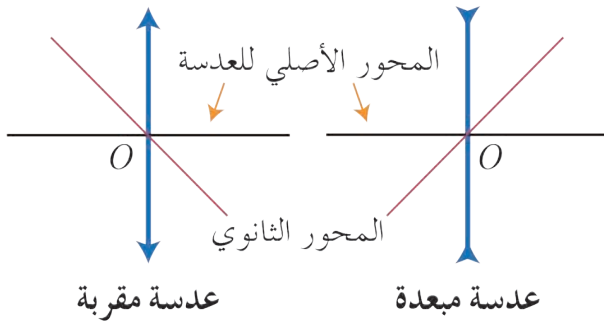 المحور الأصلي للعدسة
O
O
المحور الثانوي
عدسة مبعدة
عدسة مقربة